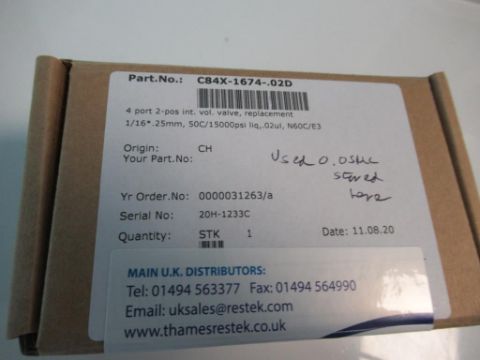 Part.No.: C84X-1674-.02D
4 port 2-pos int. vol. valve, replacement
1/16*.25mm, 50C/15000psi liq,.02ul, N60C/E3
Origin: CH
Your Part.No:
Used 0.05µL
stored
here
Yr Order.No: 0000031263/a
Serial No: 20H-1233C
Quantity: STK 1 Date: 11.08.20
MAIN U.K. DISTRIBUTORS:
Tel: 01494 563377 Fax: 01494 564990
Email: uksales@restek.com
www.thamesrestek.co.uk